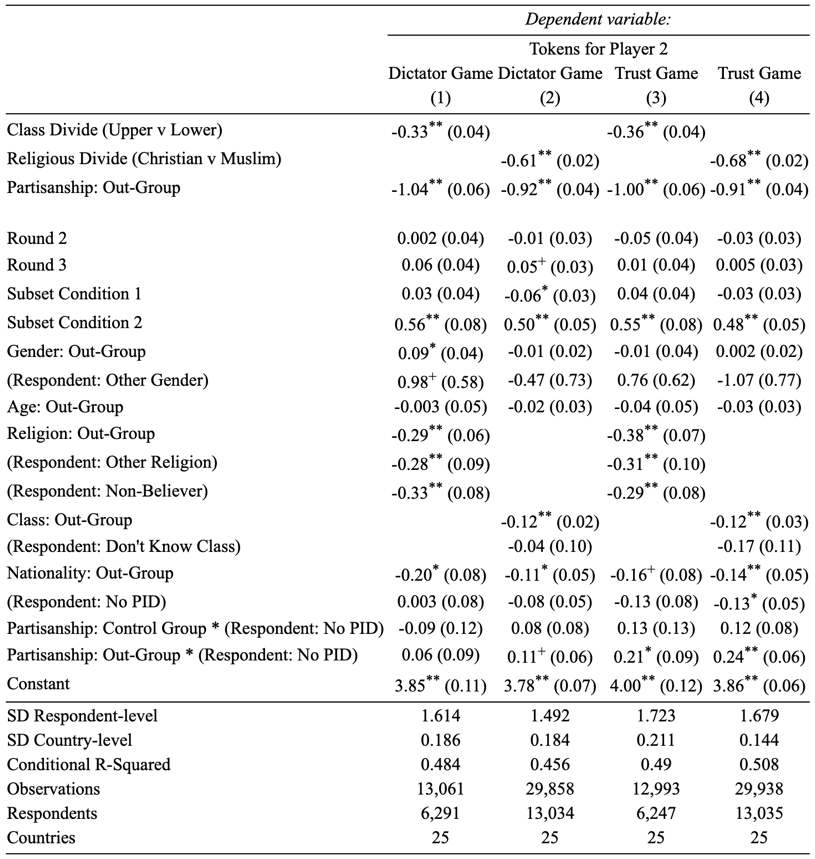 Dependent variable:
Tokens for Player 2
Dictator Game Dictator Game Trust Game Trust Game
(1) (2) (3) (4)
Class Divide (Upper v Lower) -0.33** (0.04) -0.36** (0.04)
Religious Divide (Christian v Muslim) -0.61** (0.02) -0.68** (0.02)
Partisanship: Out-Group -1.04** (0.06) -0.92** (0.04) -1.00** (0.06) -0.91** (0.04)
Round 2 0.002 (0.04) -0.01 (0.03) -0.05 (0.04) -0.03 (0.03)
Round 3 0.06 (0.04) 0.05+ (0.03) 0.01 (0.04) 0.005 (0.03)
Subset Condition 1 0.03 (0.04) -0.06* (0.03) 0.04 (0.04) -0.03 (0.03)
Subset Condition 2 0.56** (0.08) 0.50** (0.05) 0.55** (0.08) 0.48** (0.05)
Gender: Out-Group 0.09* (0.04) -0.01 (0.02) -0.01 (0.04) 0.002 (0.02)
(Respondent: Other Gender) 0.98+ (0.58) -0.47 (0.73) 0.76 (0.62) -1.07 (0.77)
Age: Out-Group -0.003 (0.05) -0.02 (0.03) -0.04 (0.05) -0.03 (0.03)
Religion: Out-Group -0.29** (0.06) -0.38** (0.07)
(Respondent: Other Religion) -0.28** (0.09) -0.31** (0.10)
(Respondent: Non-Believer) -0.33** (0.08) -0.29** (0.08)
Class: Out-Group -0.12** (0.02) -0.12** (0.03)
(Respondent: Don't Know Class) -0.04 (0.10) -0.17 (0.11)
Nationality: Out-Group -0.20* (0.08) -0.11* (0.05) -0.16+ (0.08) -0.14** (0.05)
(Respondent: No PID) 0.003 (0.08) -0.08 (0.05) -0.13 (0.08) -0.13* (0.05)
Partisanship: Control Group * (Respondent: No PID) -0.09 (0.12) 0.08 (0.08) 0.13 (0.13) 0.12 (0.08)
Partisanship: Out-Group * (Respondent: No PID) 0.06 (0.09) 0.11+ (0.06) 0.21* (0.09) 0.24** (0.06)
Constant 3.85** (0.11) 3.78** (0.07) 4.00** (0.12) 3.86** (0.06)
SD Respondent-level 1.614 1.492 1.723 1.679
SD Country-level 0.186 0.184 0.211 0.144
Conditional R-Squared 0.484 0.456 0.49 0.508
Observations 13,061 29,858 12,993 29,938
Respondents 6,291 13,034 6,247 13,035
Countries 25 25 25 25